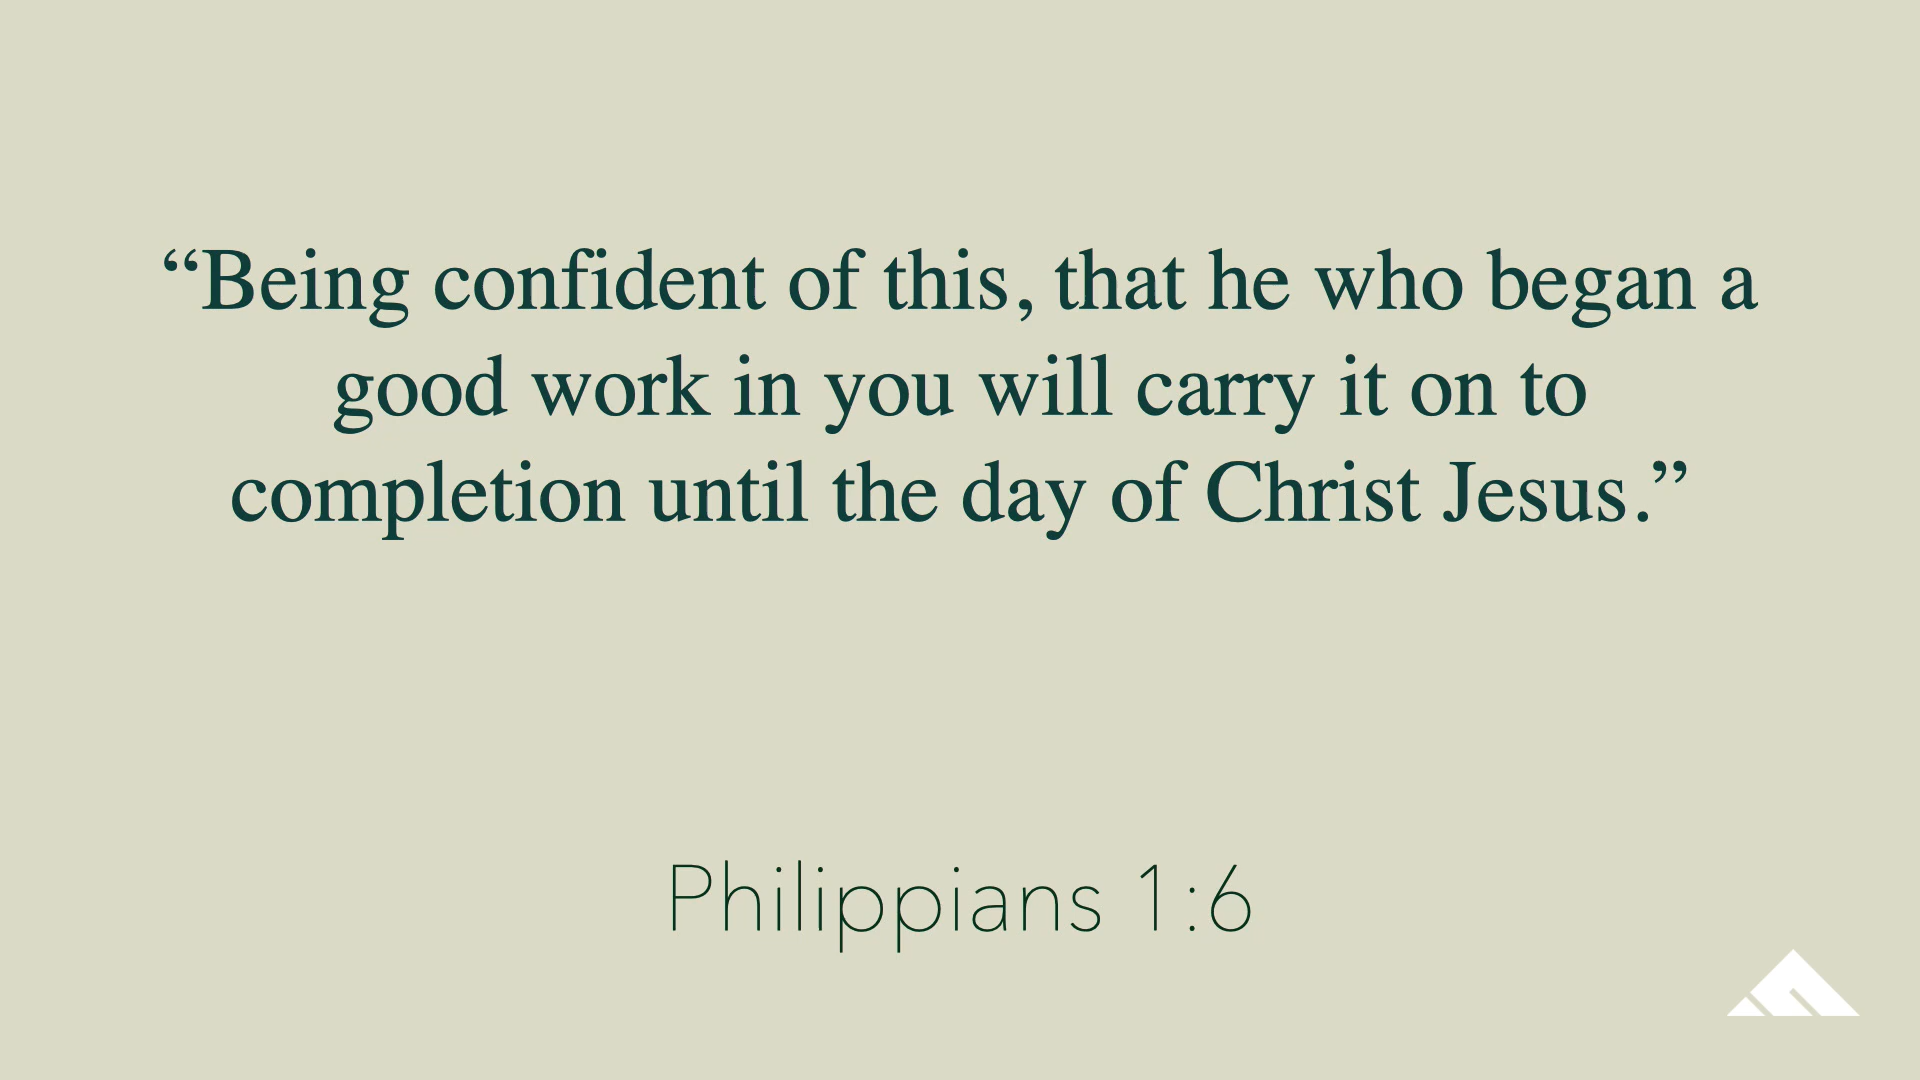 “Being confident of this, that he who began a
good work in you will carry it on to
completion until the day of Christ Jesus.”
Philippians 1:6